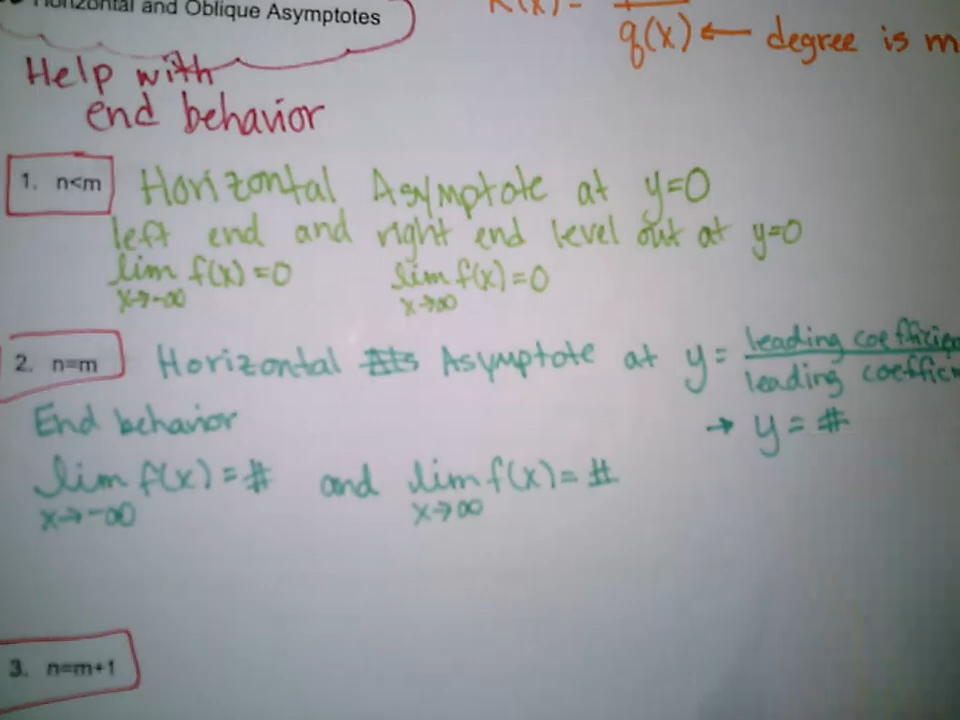 Horizontal and Oblique Asymptotes
R(x) =
q(x) ← degree is m
Help with
end behavior
1. n<m
Horizontal Asymptote at y=0
left end and right end level out at y=0
lim f(x)=0 lim f(x)=0
x→-∞ x→∞
2. n=m
Horizontal Asymptote at y = leading coefficien
leading coefficien
End behavior
→ y = #
lim f(x) = # and lim f(x) = #
x→-∞ x→∞
3. n=m+1